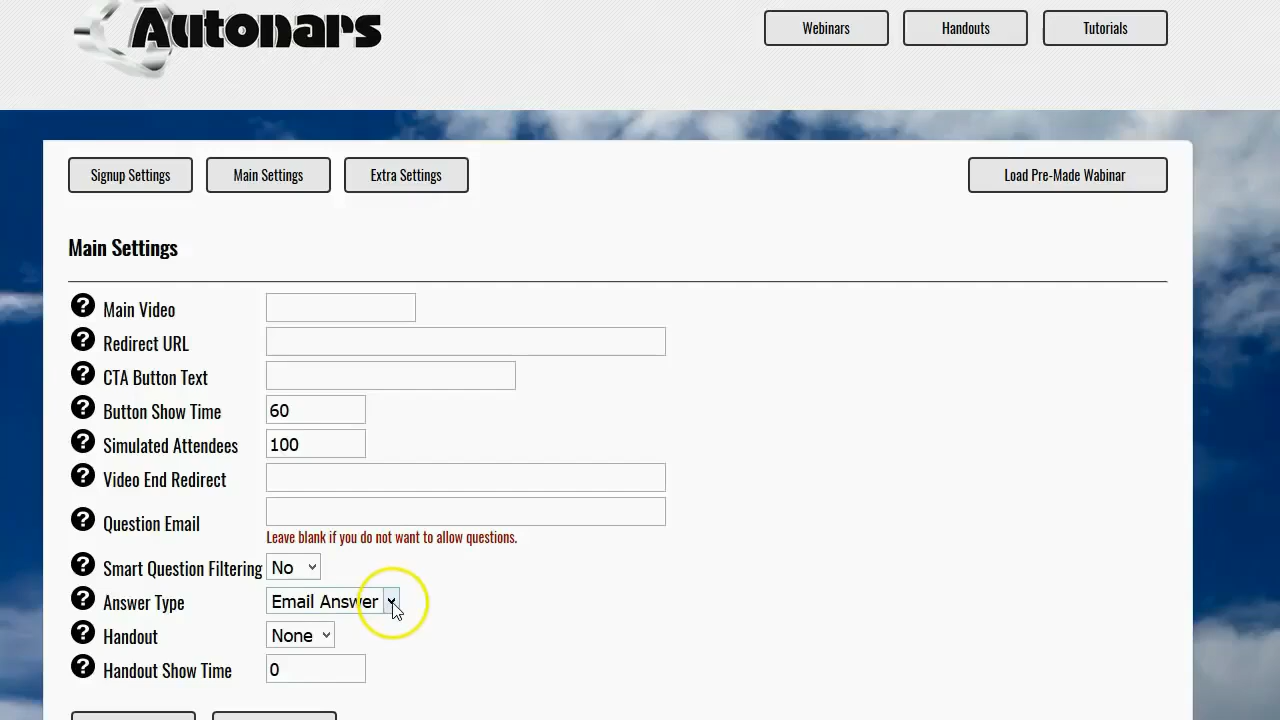 Autonars
Webinars
Handouts
Tutorials
Signup Settings
Main Settings
Extra Settings
Load Pre-Made Wabinar
Main Settings
? Main Video
? Redirect URL
? CTA Button Text
? Button Show Time 60
? Simulated Attendees 100
? Video End Redirect
? Question Email
Leave blank if you do not want to allow questions.
? Smart Question Filtering No
? Answer Type Email Answer
? Handout None
? Handout Show Time 0